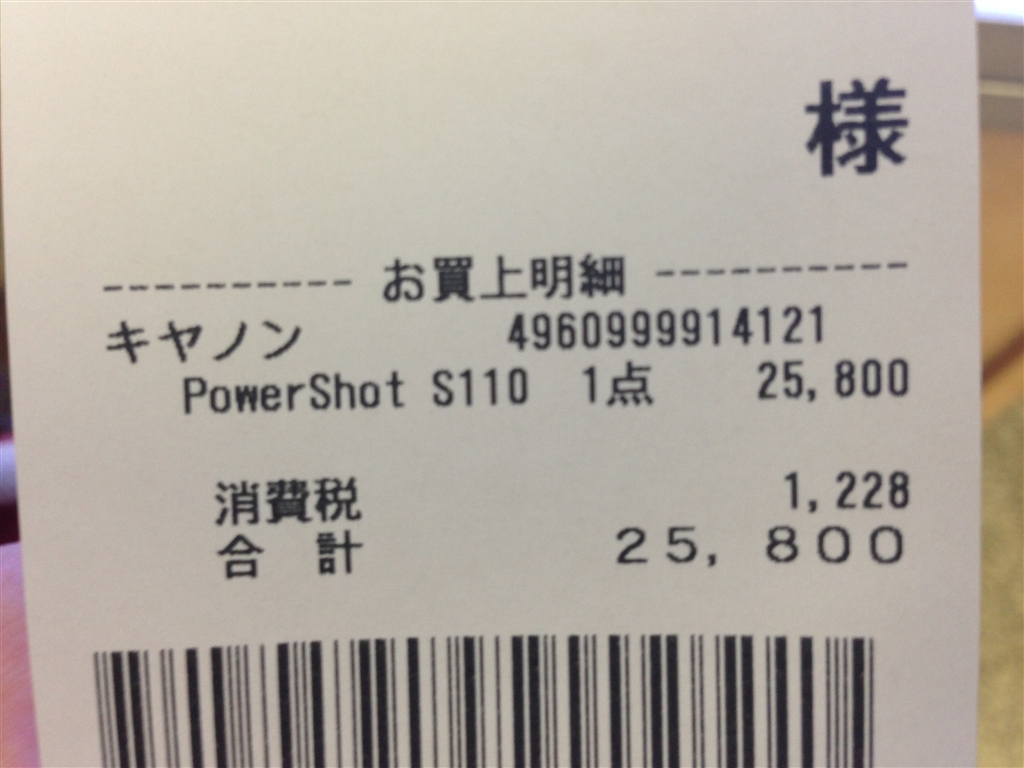 様
---------- お買上明細 ----------
キヤノン 4960999914121
PowerShot S110 1点 25,800
消費税 1,228
合 計 25,800